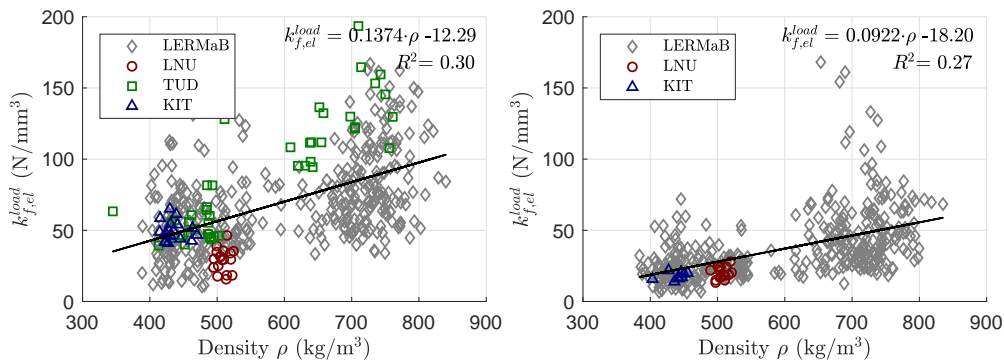 200
150
100
50
0
300 400 500 600 700 800 900
Density ρ (kg/m³)
k_{f,el}^{load} (N/mm³)
LERMaB
LNU
TUD
KIT
k_{f,el}^{load} = 0.1374·ρ -12.29
R² = 0.30
200
150
100
50
0
300 400 500 600 700 800 900
Density ρ (kg/m³)
k_{f,el}^{load} (N/mm³)
LERMaB
LNU
KIT
k_{f,el}^{load} = 0.0922·ρ -18.20
R² = 0.27